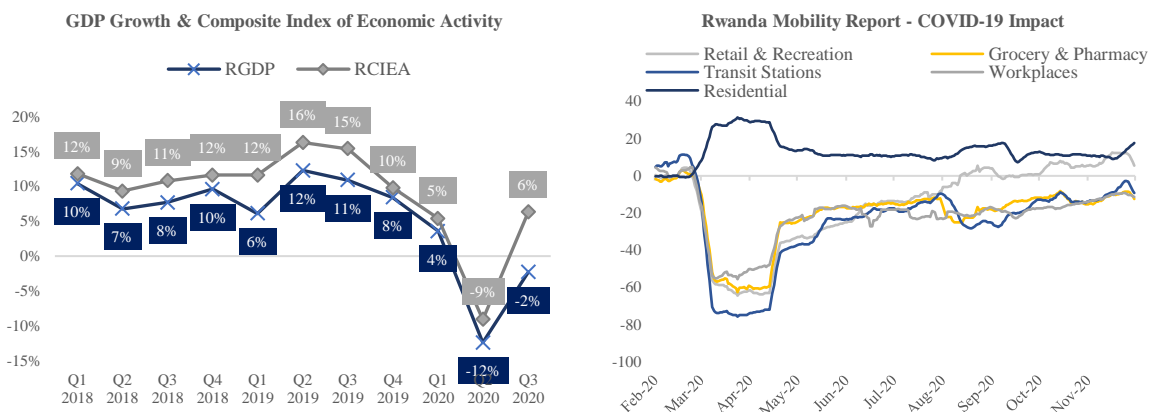 GDP Growth & Composite Index of Economic Activity
RGDP RCIEA
20%
15%
10%
5%
0%
-5%
-10%
-15%
12% 9% 11% 12% 12% 16% 15% 10% 5% -9% 6%
10% 7% 8% 10% 6% 12% 11% 8% 4% -12% -2%
Q1 Q2 Q3 Q4 Q1 Q2 Q3 Q4 Q1 Q2 Q3
2018 2018 2018 2018 2019 2019 2019 2019 2020 2020 2020
Rwanda Mobility Report - COVID-19 Impact
Retail & Recreation Grocery & Pharmacy
Transit Stations Workplaces
Residential
40
20
0
-20
-40
-60
-80
-100
Feb-20 Mar-20 Apr-20 May-20 Jun-20 Jul-20 Aug-20 Sep-20 Oct-20 Nov-20